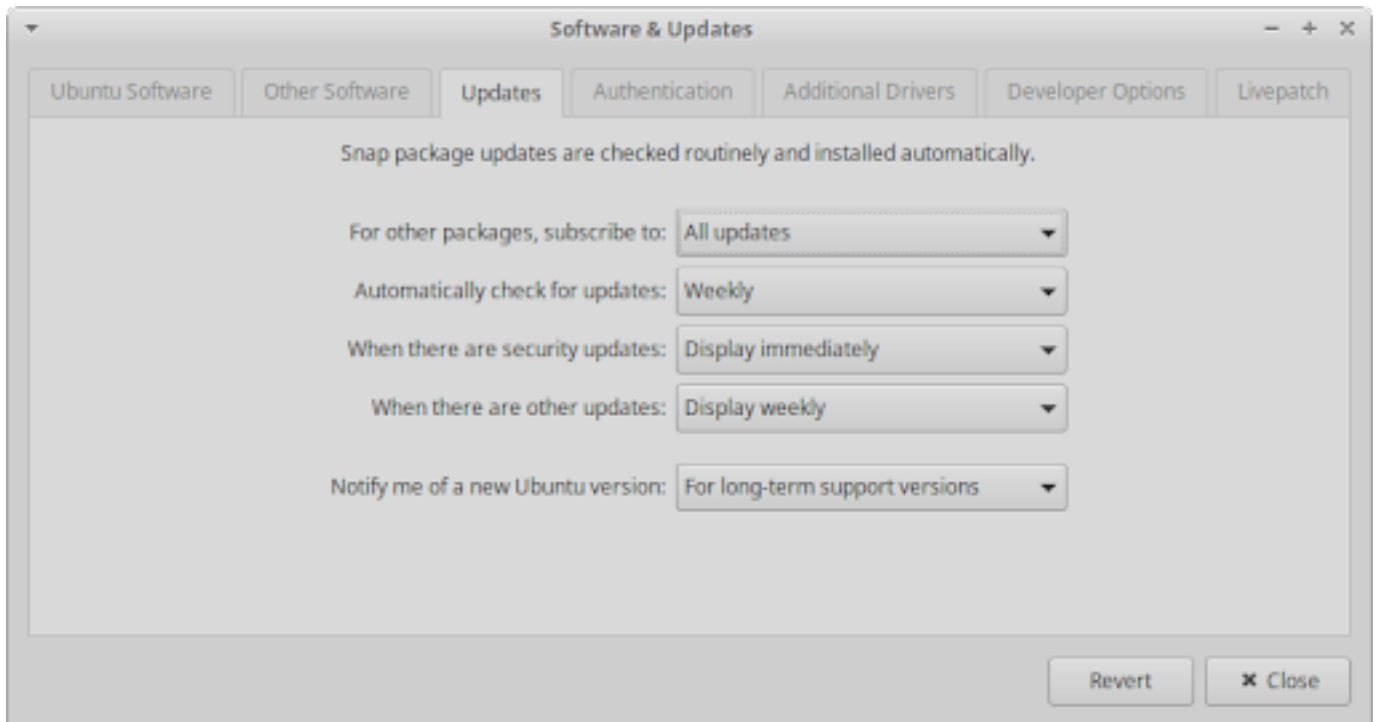 Software & Updates
Ubuntu Software Other Software Updates Authentication Additional Drivers Developer Options Livepatch
Snap package updates are checked routinely and installed automatically.
For other packages, subscribe to: All updates
Automatically check for updates: Weekly
When there are security updates: Display immediately
When there are other updates: Display weekly
Notify me of a new Ubuntu version: For long-term support versions
Revert Close